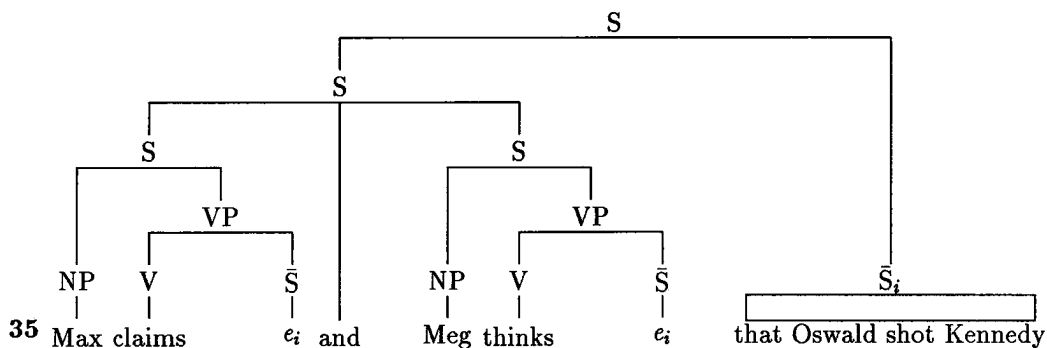 S
S
S S
VP VP
NP V S̄ NP V S̄ S̄ᵢ
35 Max claims eᵢ and Meg thinks eᵢ that Oswald shot Kennedy